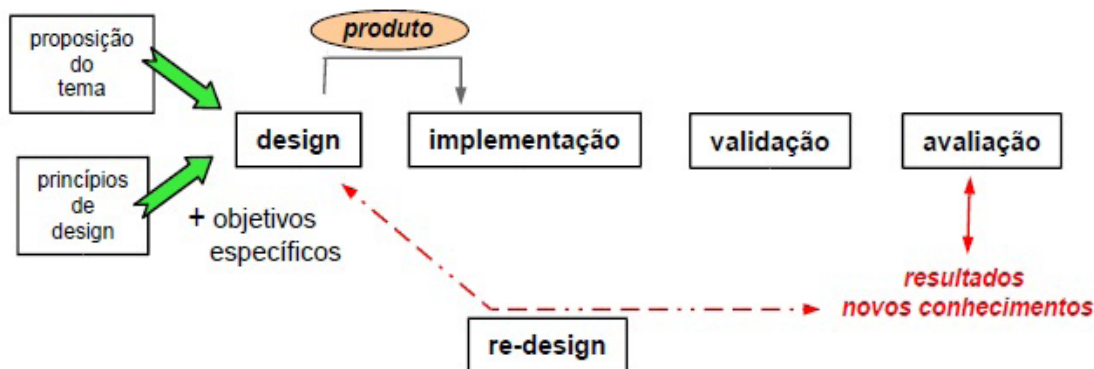 proposição
do
tema
produto
design
implementação
validação
avaliação
princípios
de
design
+ objetivos
específicos
resultados
novos conhecimentos
re-design